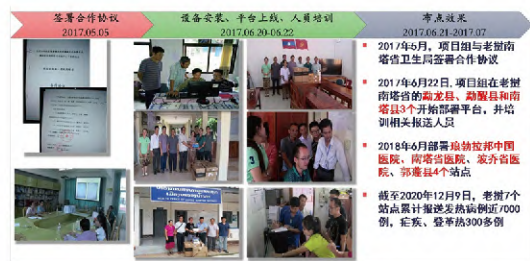 签署合作协议
2017.05.05
设备安装、平台上线、人员培训
2017.06.20-06.22
布点效果
2017.06.21-2017.07
2017年5月，项目组与老挝南
塔省卫生局签署合作协议
2017年6月22日，项目组在老挝
南塔省的勐龙县、勐醒县和南
塔县3个开始部署平台，并培
训相关报送人员
2018年6月部署琅勃拉邦中国
医院、南塔省医院、波乔省医
院、郭蓬县4个站点
截至2020年12月9日，老挝7个
站点累计报送发热病例近7000
例，疟疾、登革热300多例